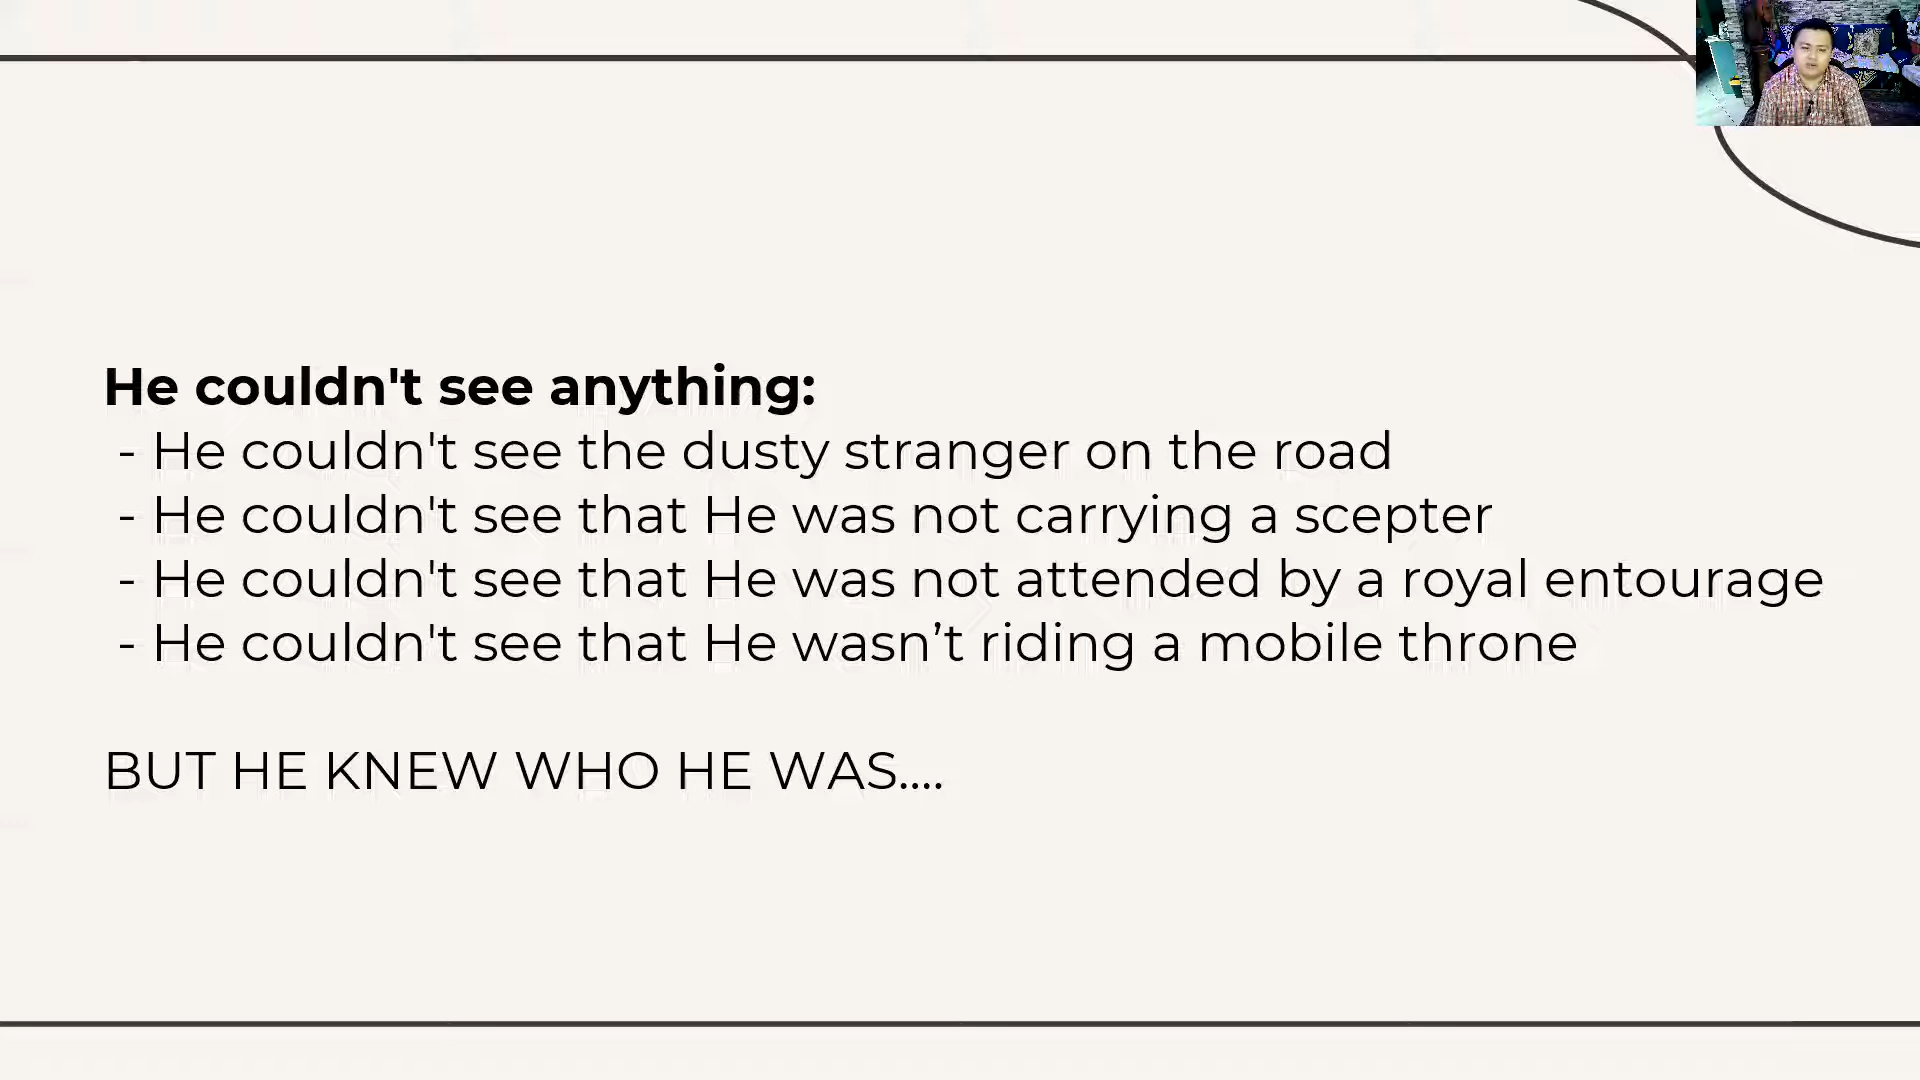 He couldn't see anything:
- He couldn't see the dusty stranger on the road
- He couldn't see that He was not carrying a scepter
- He couldn't see that He was not attended by a royal entourage
- He couldn't see that He wasn’t riding a mobile throne
BUT HE KNEW WHO HE WAS....